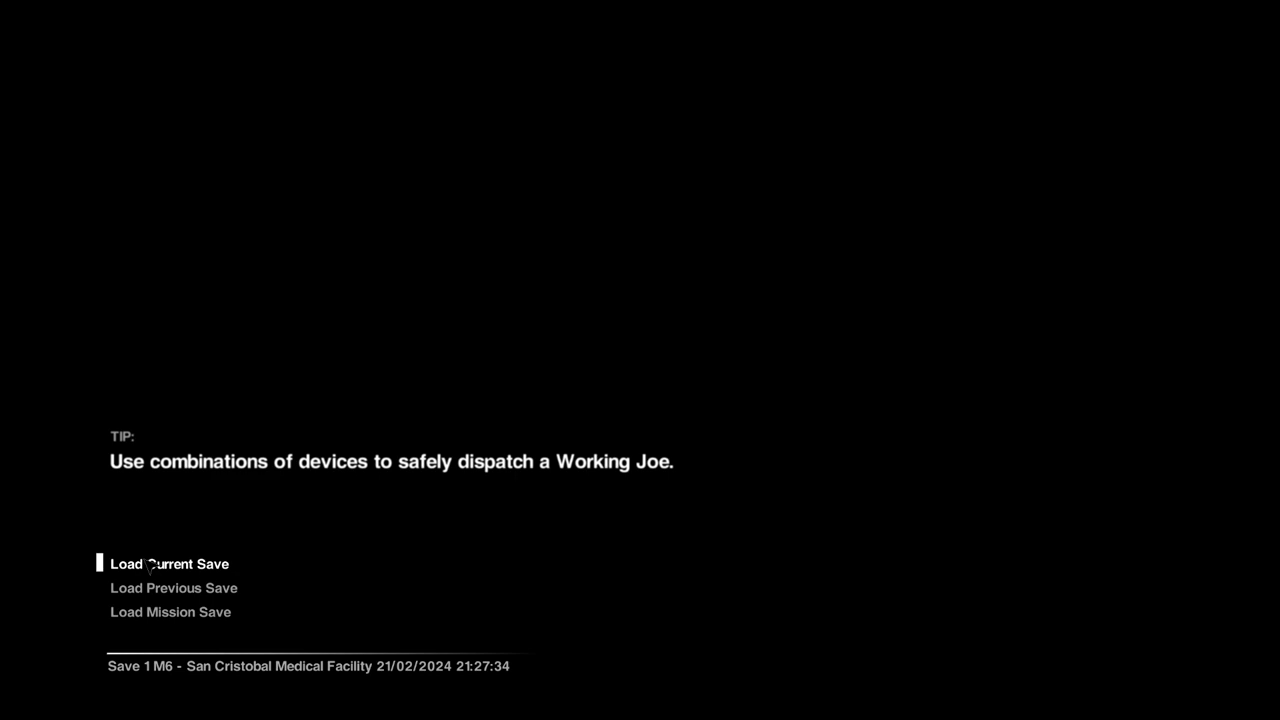 TIP:
Use combinations of devices to safely dispatch a Working Joe.
Load Current Save
Load Previous Save
Load Mission Save
Save 1 M6 - San Cristobal Medical Facility 21/02/2024 21:27:34